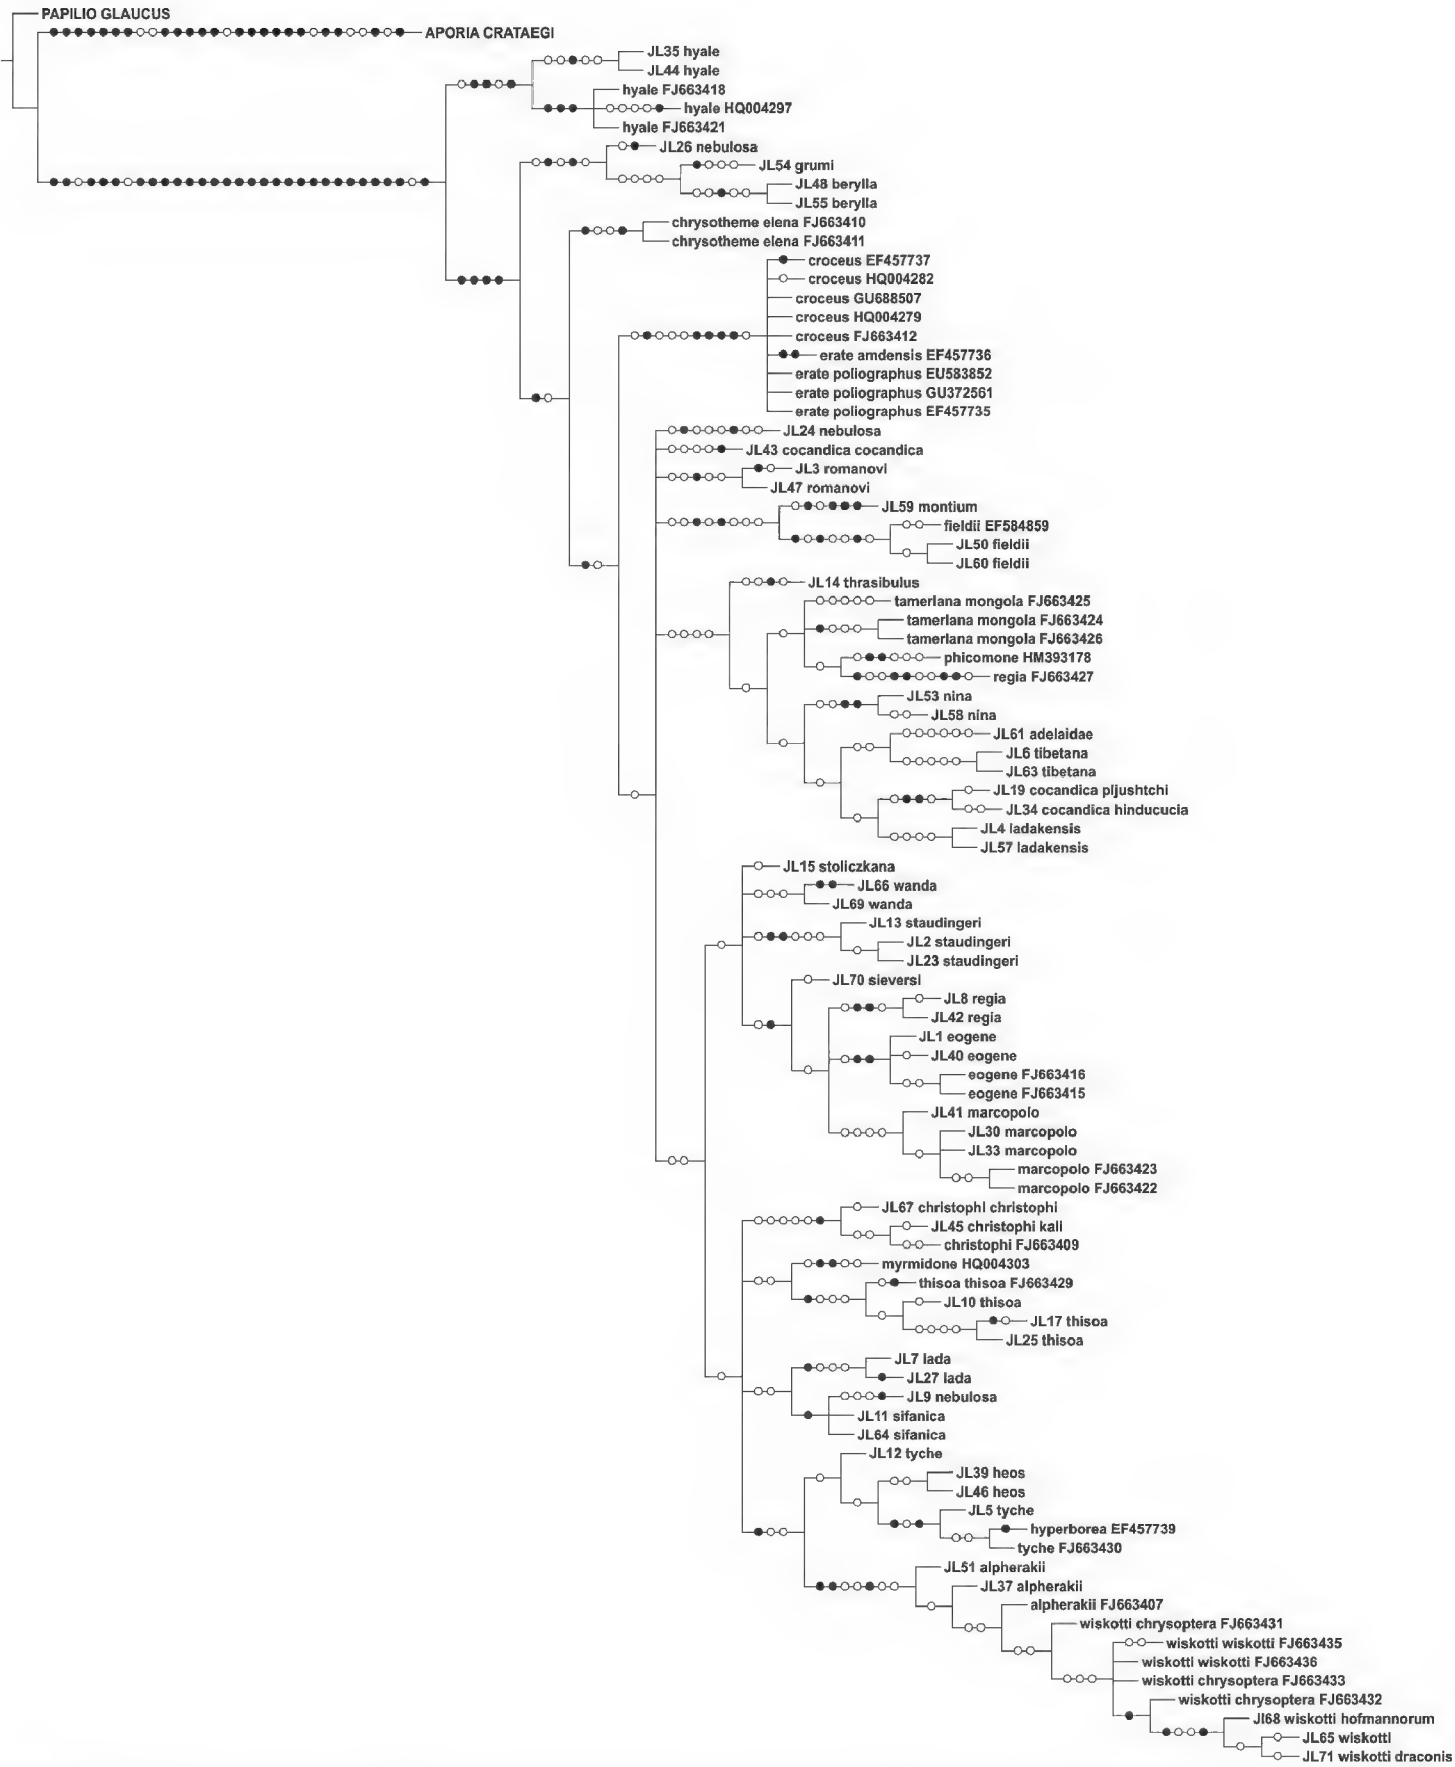 PAPILIO GLAUCUS
APORIA CRATAEGI
JL35 hyale
JL44 hyale
hyale FJ663418
hyale HQ004297
hyale FJ663421
JL26 nebulosa
JL54 grumi
JL48 berylla
JL55 berylla
chrysotheme elena FJ663410
chrysotheme elena FJ663411
croceus EF457737
croceus HQ004282
croceus GU688507
croceus HQ004279
croceus FJ663412
erate amdensis EF457736
erate poliographus EU583852
erate poliographus GU372561
erate poliographus EF457735
JL24 nebulosa
JL43 cocandica cocandica
JL3 romanovi
JL47 romanovi
JL59 montium
fieldii EF584859
JL50 fieldii
JL60 fieldii
JL14 thrasibulus
tamerlana mongola FJ663425
tamerlana mongola FJ663424
tamerlana mongola FJ663426
phicomone HM393178
regia FJ663427
JL53 nina
JL58 nina
JL61 adelaidae
JL6 tibetana
JL63 tibetana
JL19 cocandica pljushtchi
JL34 cocandica hinducucia
JL4 ladakensis
JL57 ladakensis
JL15 stoliczkana
JL66 wanda
JL69 wanda
JL13 staudingeri
JL2 staudingeri
JL23 staudingeri
JL70 sieversi
JL8 regia
JL42 regia
JL1 eogene
JL40 eogene
eogene FJ663416
eogene FJ663415
JL41 marcopolo
JL30 marcopolo
JL33 marcopolo
marcopolo FJ663423
marcopolo FJ663422
JL67 christophi christophi
JL45 christophi kali
christophi FJ663409
myrmidone HQ004303
thisoa thisoa FJ663429
JL10 thisoa
JL17 thisoa
JL25 thisoa
JL7 lada
JL27 lada
JL9 nebulosa
JL11 sifanica
JL64 sifanica
JL12 tyche
JL39 heos
JL46 heos
JL5 tyche
hyperborea EF457739
tyche FJ663430
JL51 alpherakii
JL37 alpherakii
alpherakii FJ663407
wiskotti chrysoptera FJ663431
wiskotti wiskotti FJ663435
wiskotti wiskotti FJ663436
wiskotti chrysoptera FJ663433
wiskotti chrysoptera FJ663432
Jl68 wiskotti hofmannorum
JL65 wiskotti
JL71 wiskotti draconis